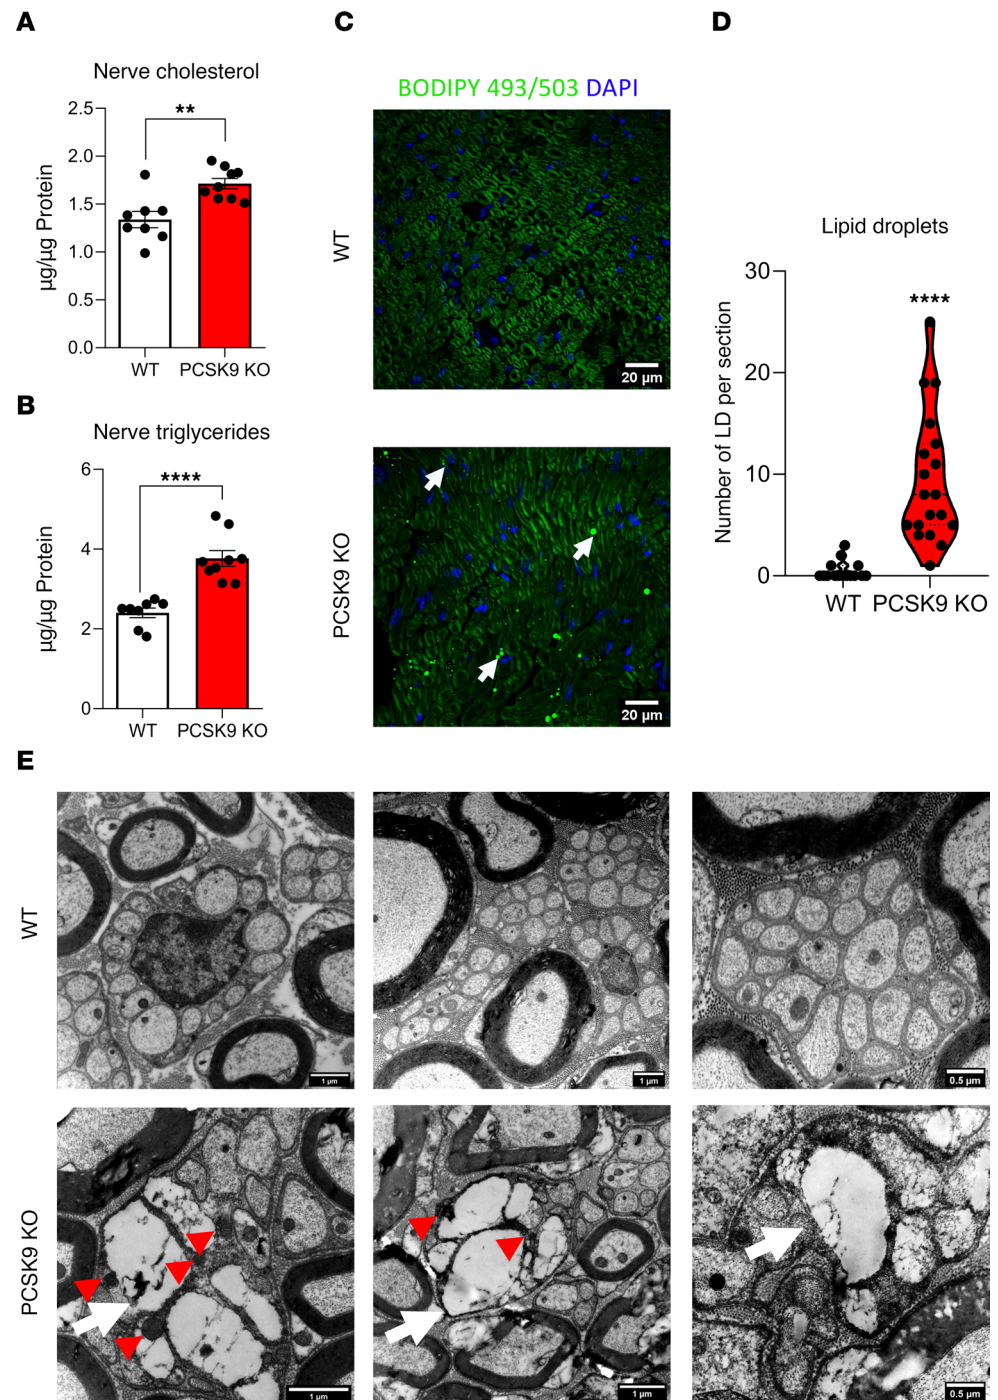 A
Nerve cholesterol
**
2.5
2.0
1.5
1.0
0.5
0.0
µg/µg Protein
WT
PCSK9 KO
B
Nerve triglycerides
****
6
4
2
0
µg/µg Protein
WT
PCSK9 KO
C
BODIPY 493/503 DAPI
WT
20 µm
PCSK9 KO
20 µm
D
Lipid droplets
****
30
20
10
0
Number of LD per section
WT
PCSK9 KO
E
WT
1 µm
1 µm
0.5 µm
PCSK9 KO
1 µm
1 µm
0.5 µm